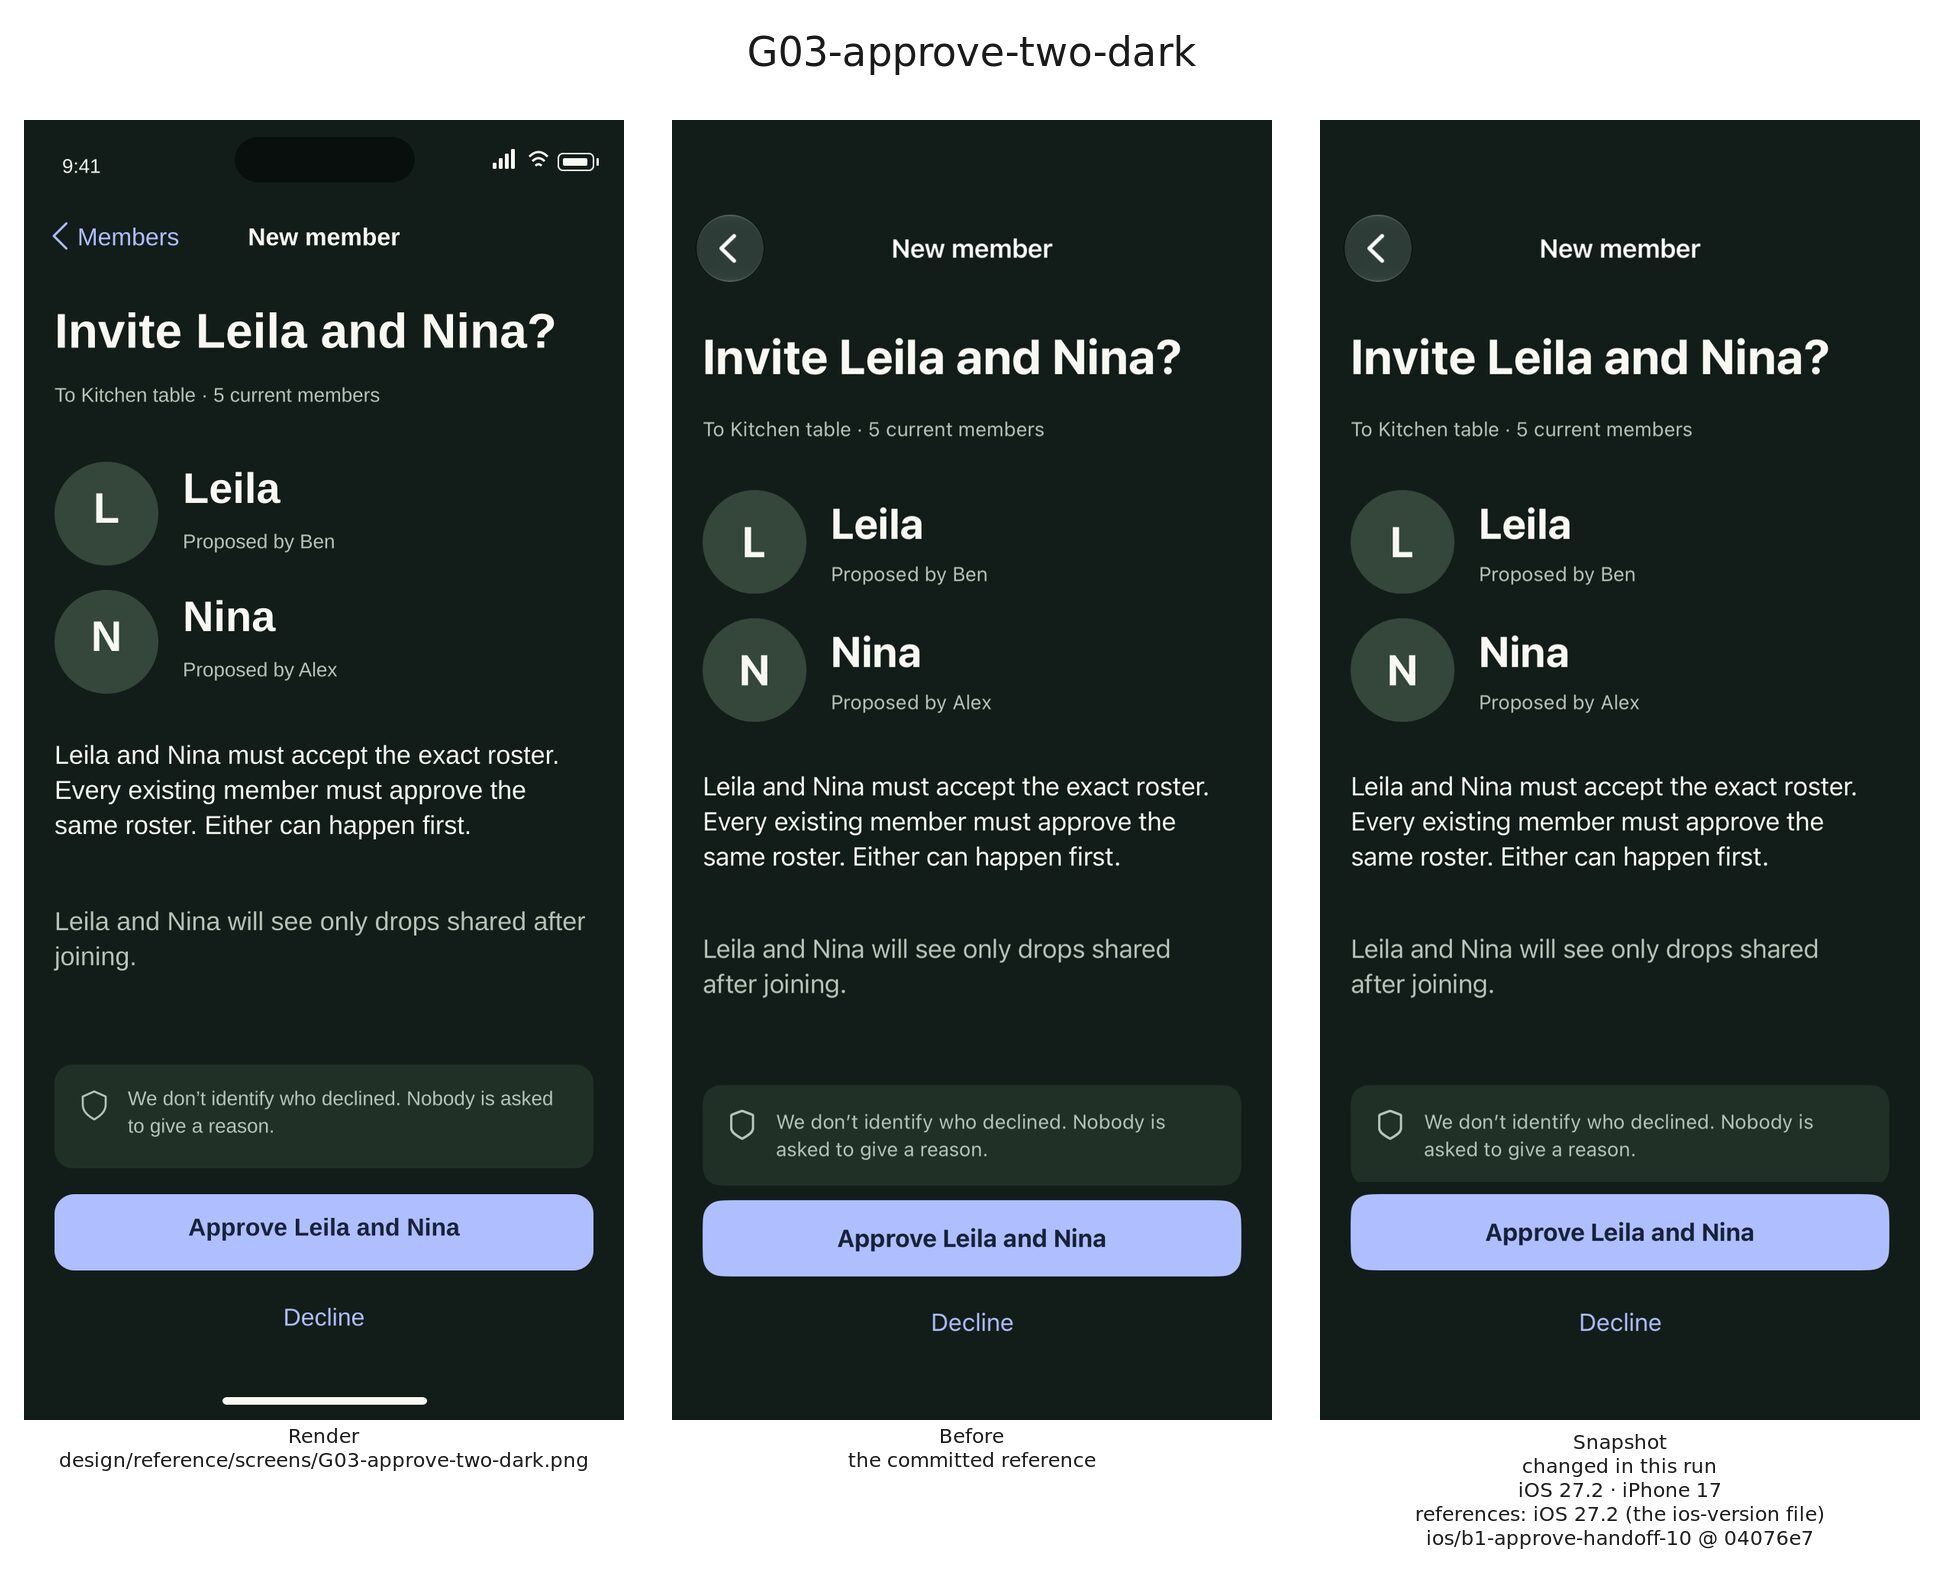 G03-approve-two-dark
9:41
Members
New member
Invite Leila and Nina?
To Kitchen table · 5 current members
L
Leila
Proposed by Ben
N
Nina
Proposed by Alex
Leila and Nina must accept the exact roster.
Every existing member must approve the
same roster. Either can happen first.
Leila and Nina will see only drops shared after
joining.
We don’t identify who declined. Nobody is asked
to give a reason.
Approve Leila and Nina
Decline
Render
design/reference/screens/G03-approve-two-dark.png
New member
Invite Leila and Nina?
To Kitchen table · 5 current members
L
Leila
Proposed by Ben
N
Nina
Proposed by Alex
Leila and Nina must accept the exact roster.
Every existing member must approve the
same roster. Either can happen first.
Leila and Nina will see only drops shared
after joining.
We don’t identify who declined. Nobody is
asked to give a reason.
Approve Leila and Nina
Decline
Before
the committed reference
New member
Invite Leila and Nina?
To Kitchen table · 5 current members
L
Leila
Proposed by Ben
N
Nina
Proposed by Alex
Leila and Nina must accept the exact roster.
Every existing member must approve the
same roster. Either can happen first.
Leila and Nina will see only drops shared
after joining.
We don’t identify who declined. Nobody is
asked to give a reason.
Approve Leila and Nina
Decline
Snapshot
changed in this run
iOS 27.2 · iPhone 17
references: iOS 27.2 (the ios-version file)
ios/b1-approve-handoff-10 @ 04076e7